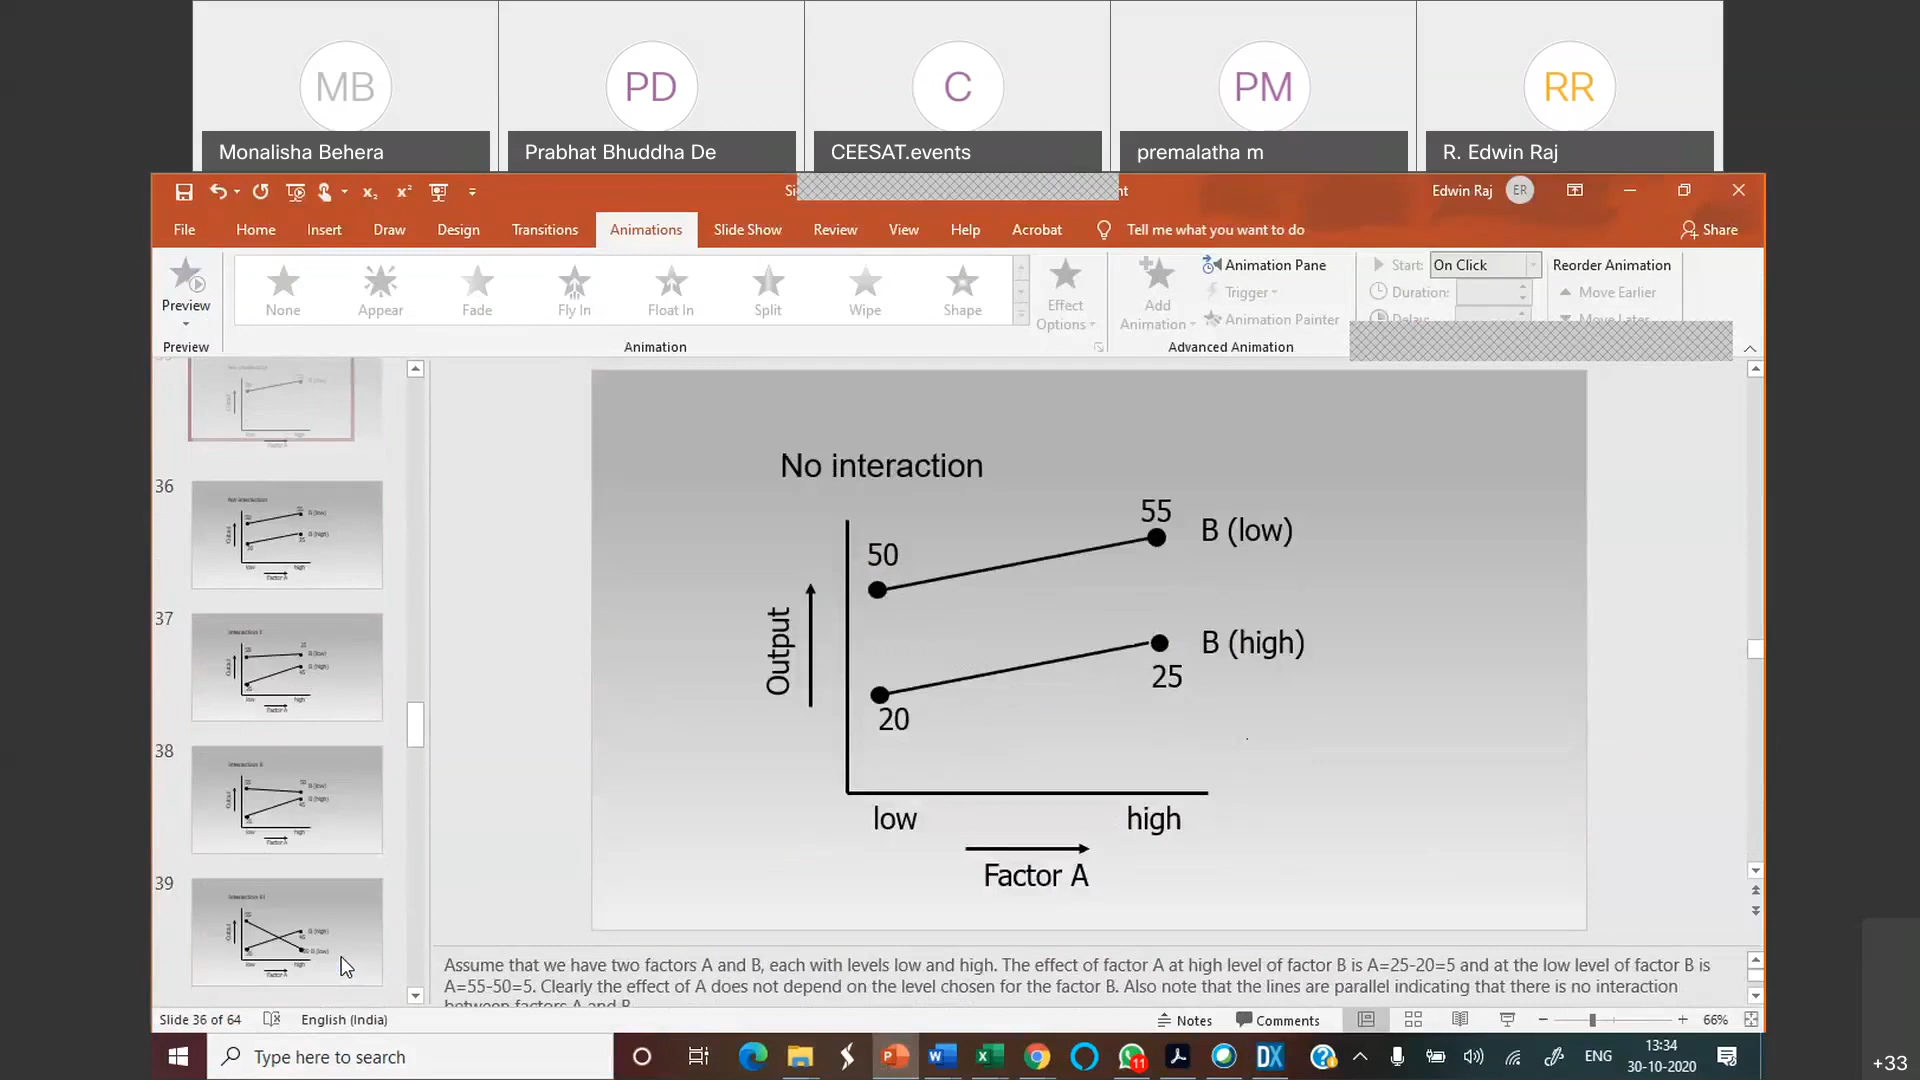 MB
PD
C
PM
RR
Monalisha Behera
Prabhat Bhuddha De
CEESAT.events
premalatha m
R. Edwin Raj
Edwin Raj
ER
File
Home
Insert
Draw
Design
Transitions
Animations
Slide Show
Review
View
Help
Acrobat
Tell me what you want to do
Share
Preview
None
Appear
Fade
Fly In
Float In
Split
Wipe
Shape
Effect
Options
Add
Animation
Animation Pane
Trigger
Animation Painter
Start:
On Click
Duration:
Delay:
Reorder Animation
Move Earlier
Move Later
Preview
Animation
Advanced Animation
36
37
38
39
No interaction
55
B (low)
50
Output
B (high)
25
20
low
high
Factor A
Assume that we have two factors A and B, each with levels low and high. The effect of factor A at high level of factor B is A=25-20=5 and at the low level of factor B is
A=55-50=5. Clearly the effect of A does not depend on the level chosen for the factor B. Also note that the lines are parallel indicating that there is no interaction
between factors A and B
Slide 36 of 64
English (India)
Notes
Comments
66%
Type here to search
11
ENG
13:34
30-10-2020
+33